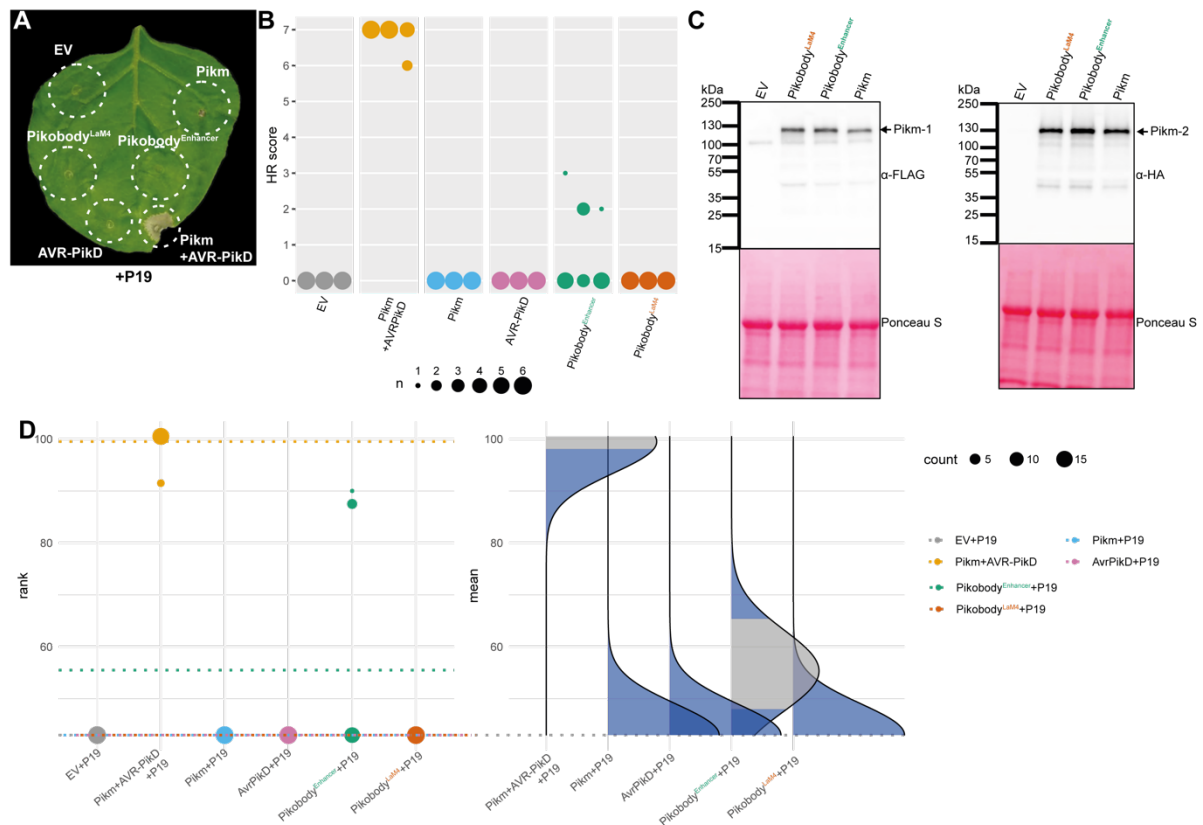 A
EV
Pikm
Pikobody^LaM4
Pikobody^Enhancer
AVR-PikD
Pikm
+AVR-PikD
+P19
B
HR score
7
6
5
4
3
2
1
0
EV
Pikm
+AVRPikD
Pikm
AVR-PikD
Pikobody^Enhancer
Pikobody^LaM4
n
1
2
3
4
5
6
C
kDa
EV
Pikobody^LaM4
Pikobody^Enhancer
Pikm
250
130
100
70
55
35
25
15
Pikm-1
α-FLAG
Ponceau S
kDa
EV
Pikobody^LaM4
Pikobody^Enhancer
Pikm
250
130
100
70
55
35
25
15
Pikm-2
α-HA
Ponceau S
D
rank
100
80
60
EV+P19
Pikm+AVR-PikD
+P19
Pikm+P19
AvrPikD+P19
Pikobody^Enhancer+P19
Pikobody^LaM4+P19
mean
100
80
60
Pikm+AVR-PikD
+P19
Pikm+P19
AvrPikD+P19
Pikobody^Enhancer+P19
Pikobody^LaM4+P19
count
5
10
15
EV+P19
Pikm+P19
Pikm+AVR-PikD
AvrPikD+P19
Pikobody^Enhancer+P19
Pikobody^LaM4+P19